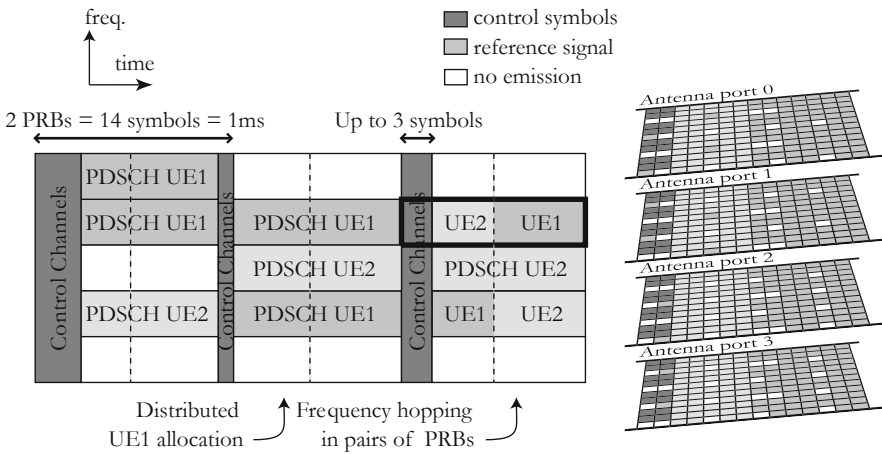 freq.
time
control symbols
reference signal
no emission
2 PRBs = 14 symbols = 1ms
Up to 3 symbols
Control Channels
PDSCH UE1
PDSCH UE1
PDSCH UE2
Control Channels
PDSCH UE1
PDSCH UE2
PDSCH UE1
Control Channels
UE2
UE1
PDSCH UE2
UE1
UE2
Distributed
UE1 allocation
Frequency hopping
in pairs of PRBs
Antenna port 0
Antenna port 1
Antenna port 2
Antenna port 3